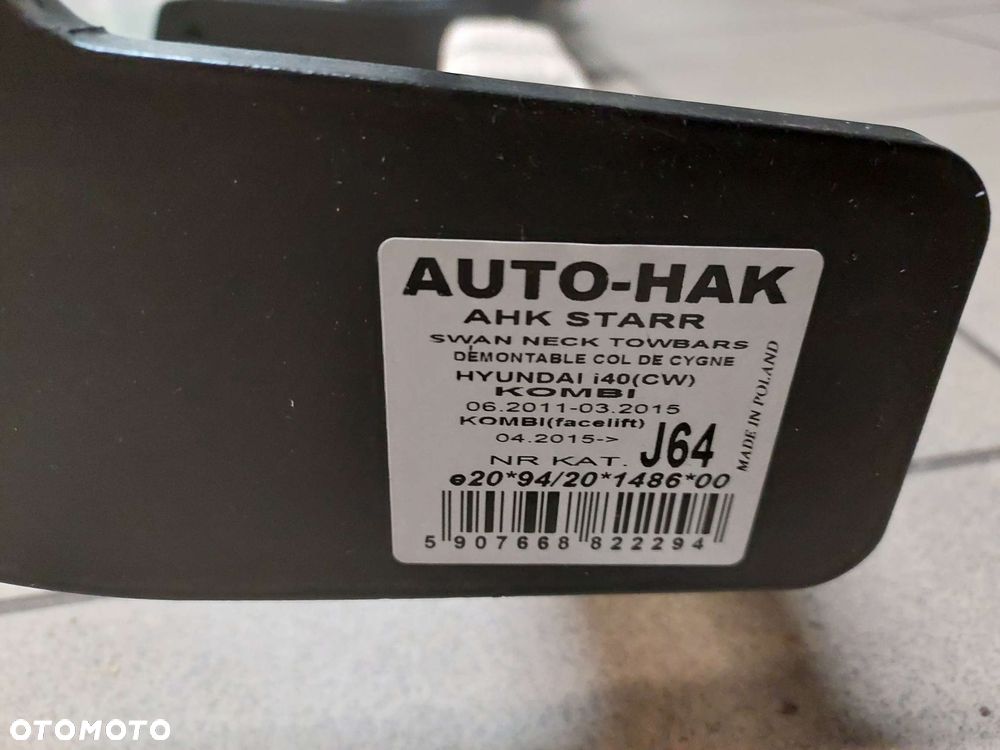 AUTO-HAK
AHK STARR
SWAN NECK TOWBARS
DÉMONTABLE COL DE CYGNE
HYUNDAI i40(CW)
KOMBI
06.2011-03.2015
KOMBI(facelift)
04.2015->
NR KAT. J64
e20*94/20*1486*00
5 907668 822294
MADE IN POLAND
OTOMOTO